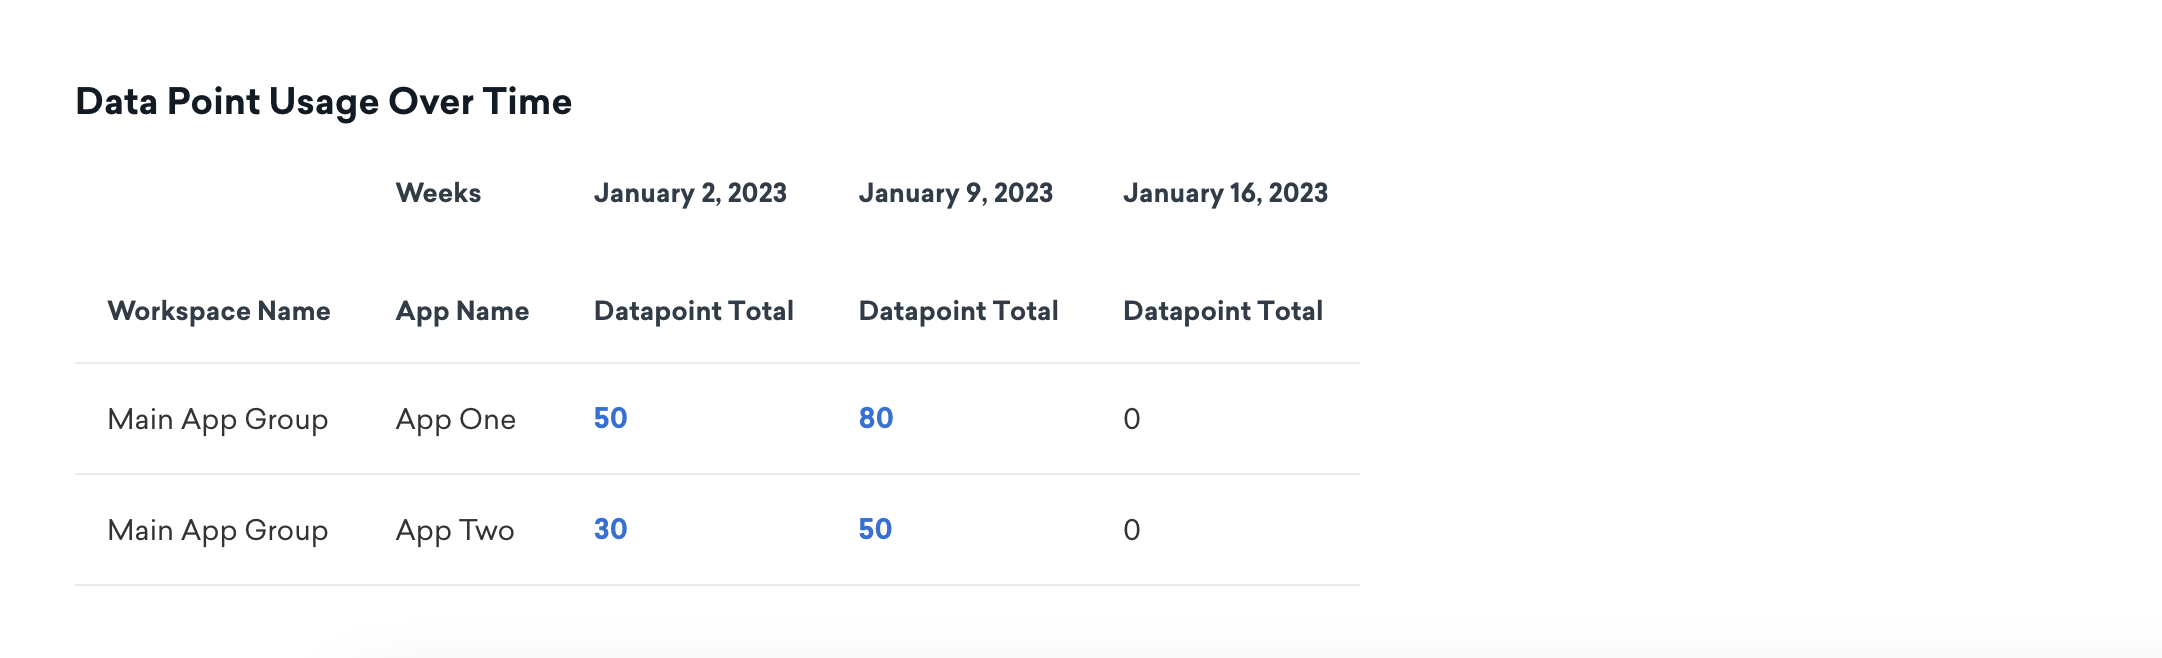 Data Point Usage Over Time
Weeks January 2, 2023 January 9, 2023 January 16, 2023
Workspace Name App Name Datapoint Total Datapoint Total Datapoint Total
Main App Group App One 50 80 0
Main App Group App Two 30 50 0